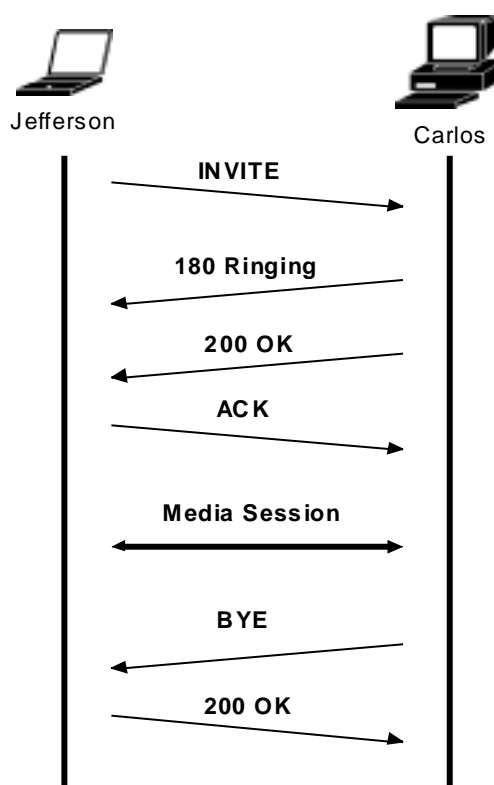 Jefferson
Carlos
INVITE
180 Ringing
200 OK
ACK
Media Session
BYE
200 OK